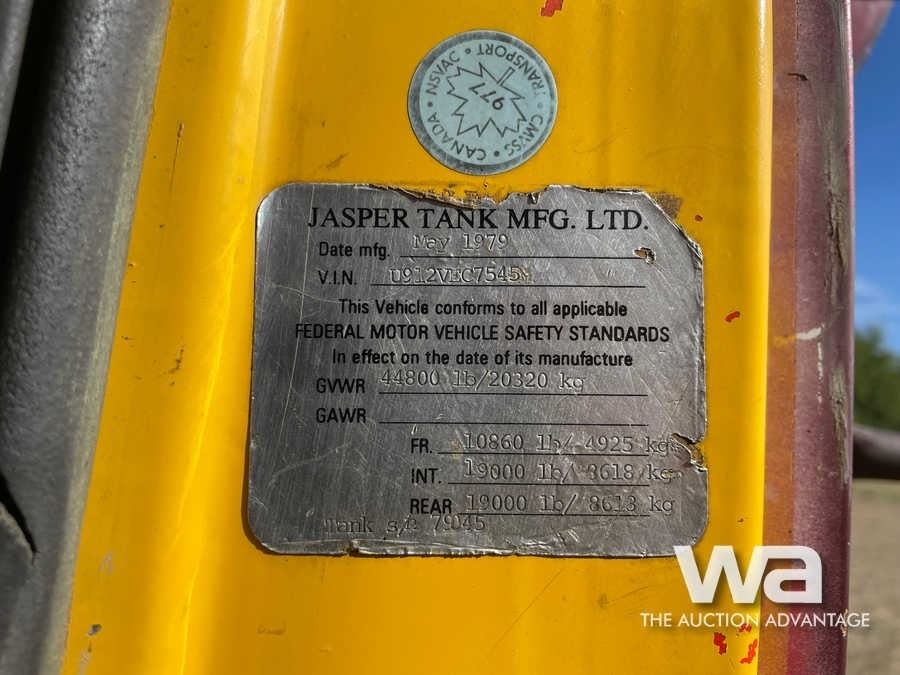 CANADA • NSVAC • TRANSPORT • CMVSS •
977
JASPER TANK MFG. LTD.
Date mfg. May 1979
V.I.N. U912VEC7545
This Vehicle conforms to all applicable
FEDERAL MOTOR VEHICLE SAFETY STANDARDS
In effect on the date of its manufacture
GVWR 44800 lb/20320 kg
GAWR
FR. 10860 lb/ 4925 kg
INT. 19000 lb/ 8618 kg
REAR 19000 lb/ 8618 kg
Tank s/n 79045
wa
THE AUCTION ADVANTAGE